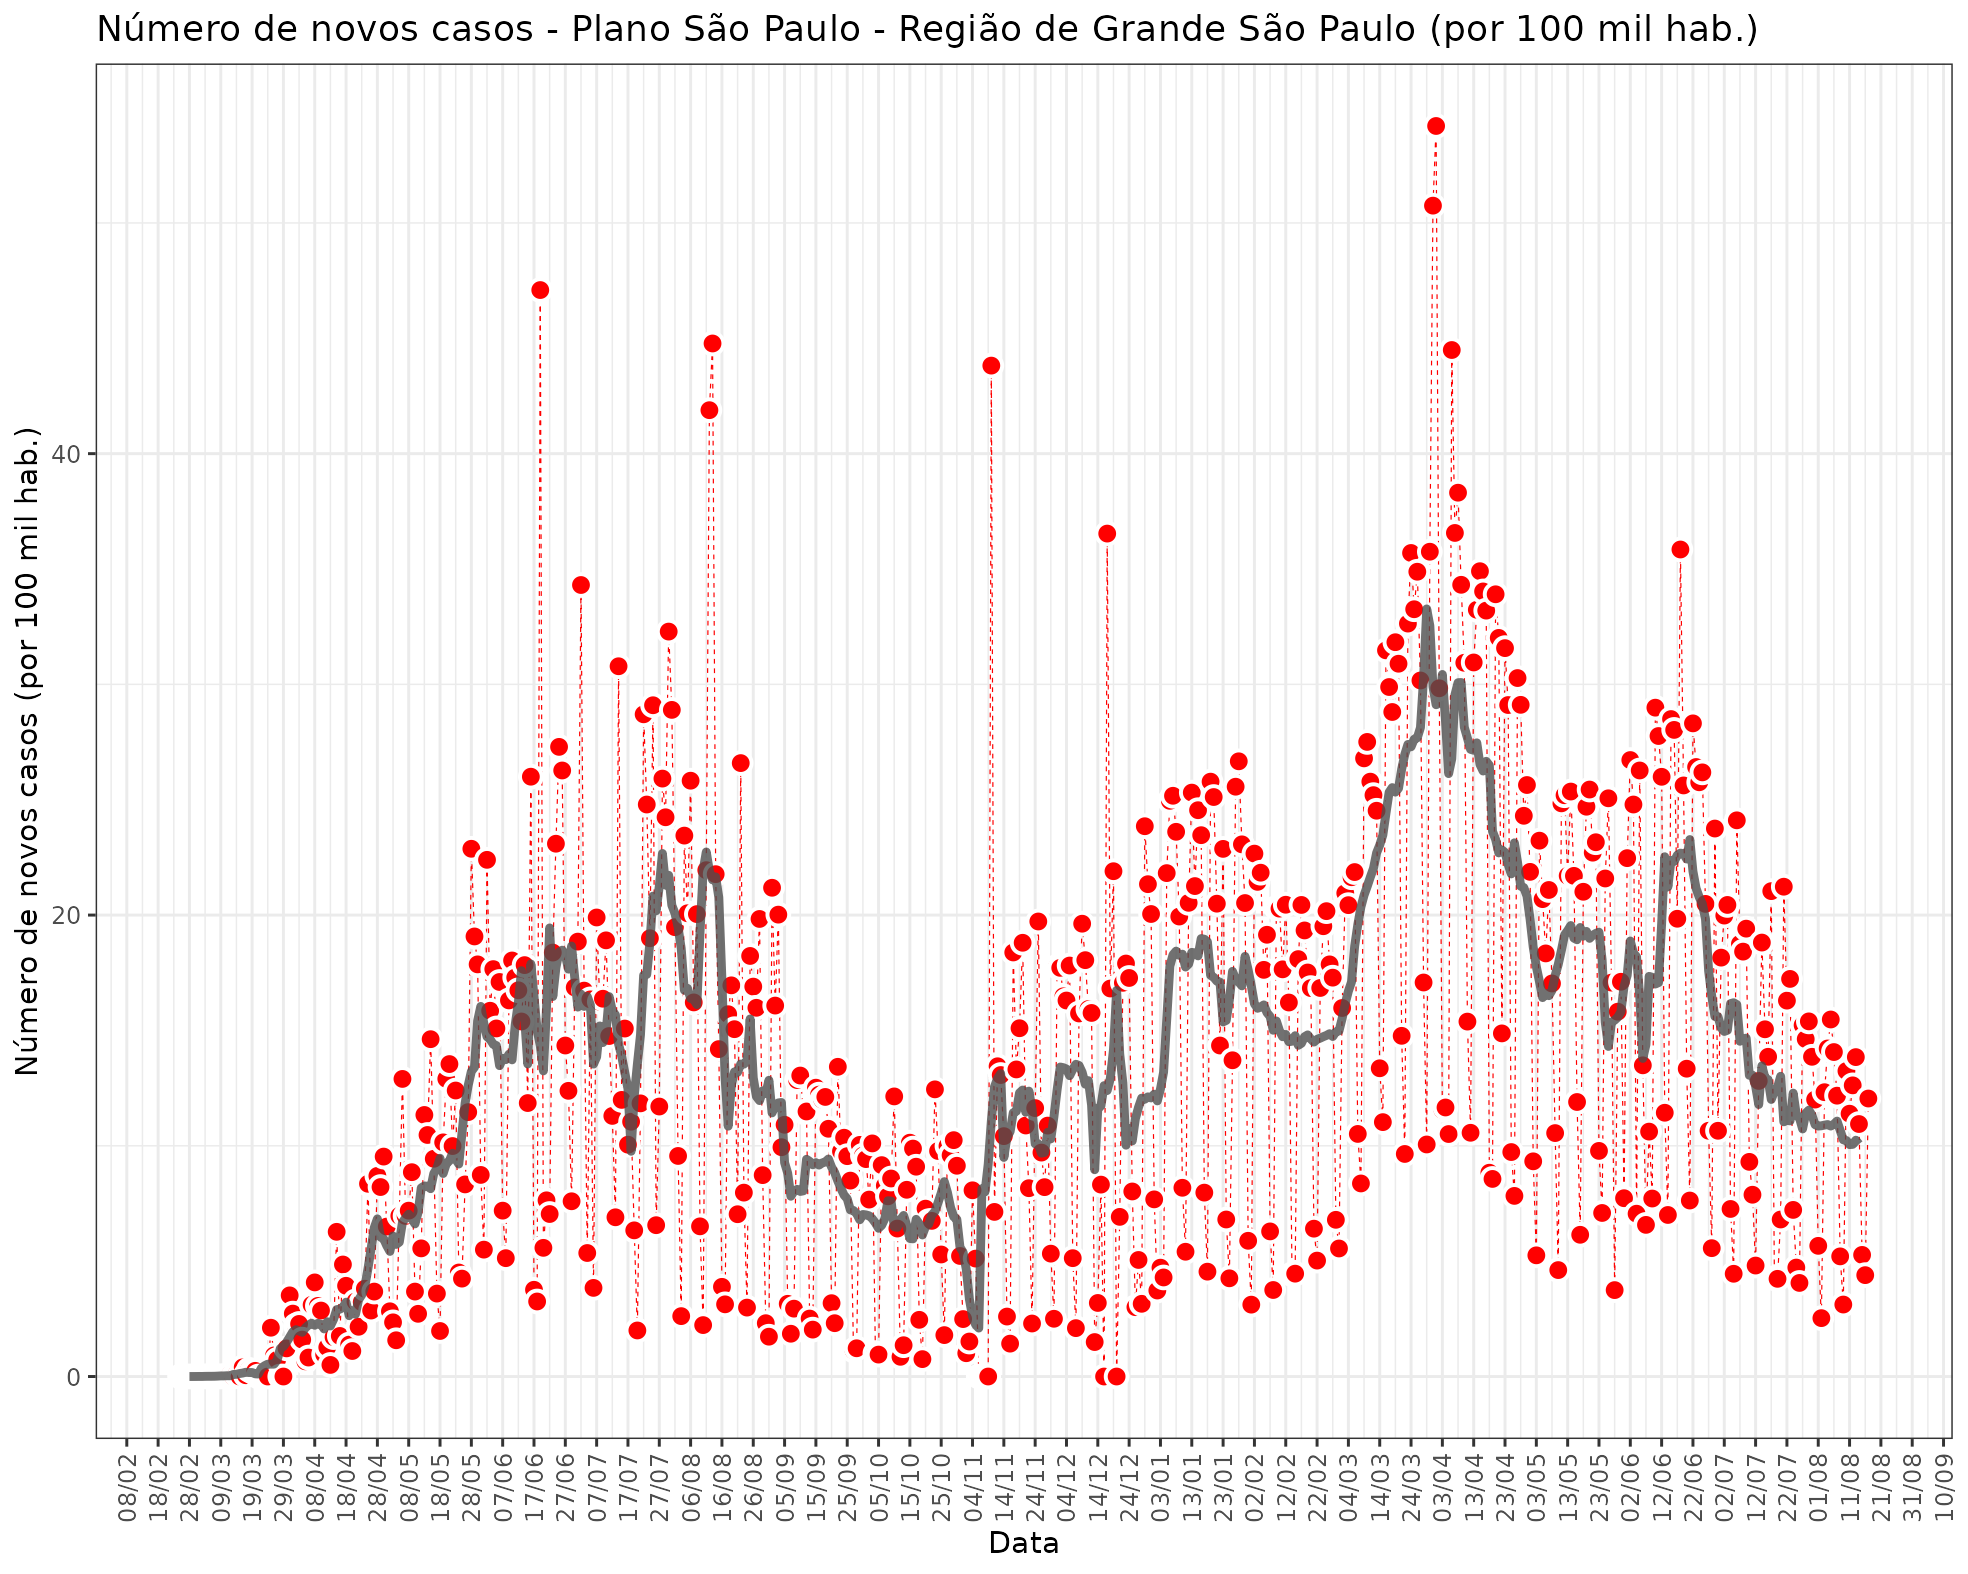 Número de novos casos - Plano São Paulo - Região de Grande São Paulo (por 100 mil hab.)
Número de novos casos (por 100 mil hab.)
40
20
0
08/02 18/02 28/02 09/03 19/03 29/03 08/04 18/04 28/04 08/05 18/05 28/05 07/06 17/06 27/06 07/07 17/07 27/07 06/08 16/08 26/08 05/09 15/09 25/09 05/10 15/10 25/10 04/11 14/11 24/11 04/12 14/12 24/12 03/01 13/01 23/01 02/02 12/02 22/02 04/03 14/03 24/03 03/04 13/04 23/04 03/05 13/05 23/05 02/06 12/06 22/06 02/07 12/07 22/07 01/08 11/08 21/08 31/08 10/09
Data